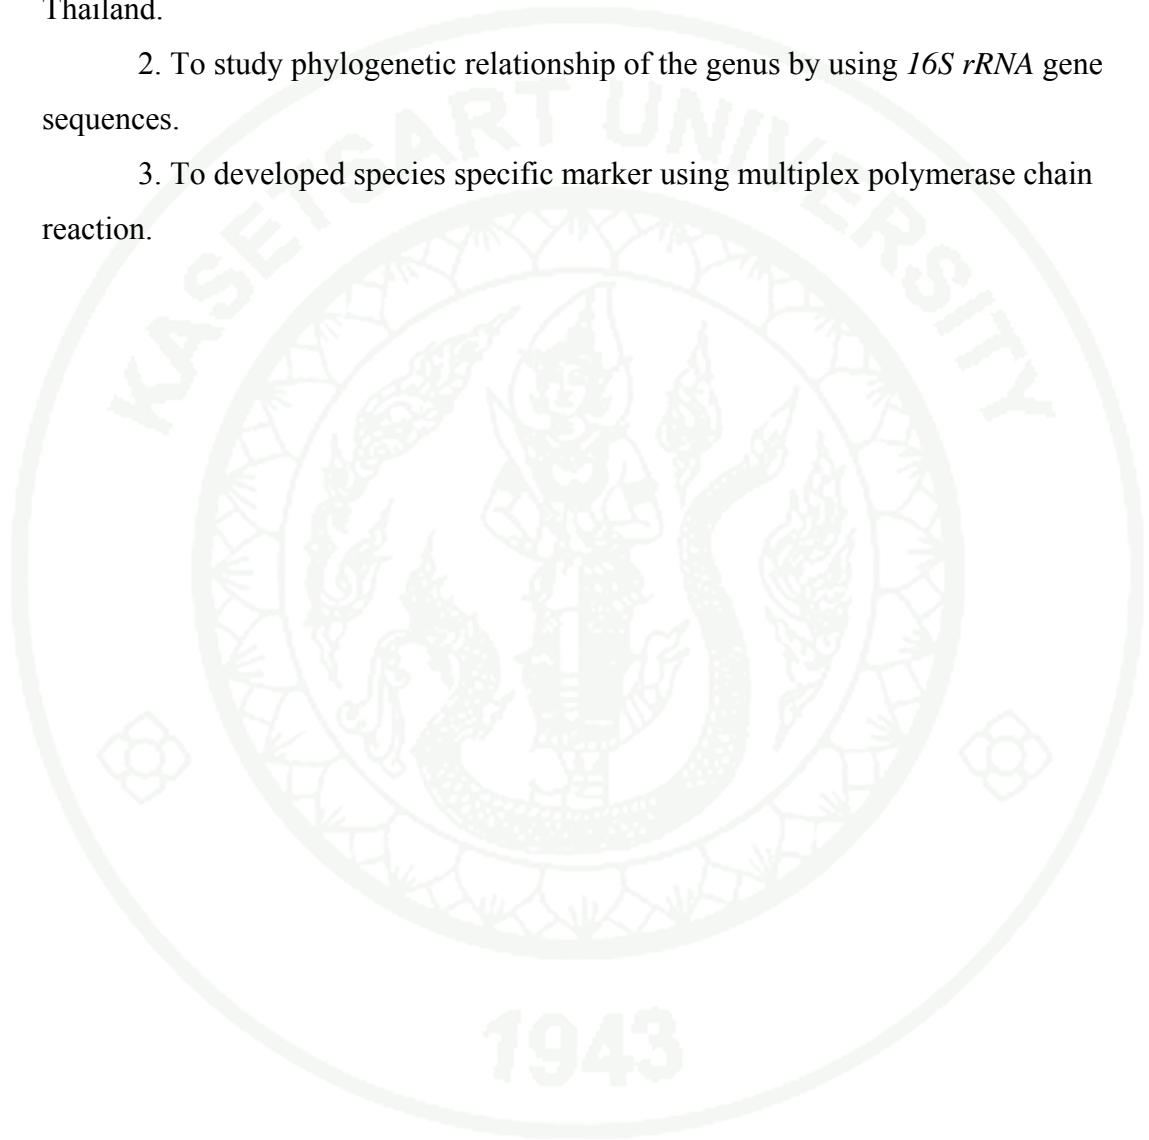 Thailand.
2. To study phylogenetic relationship of the genus by using 16S rRNA gene
sequences.
3. To developed species specific marker using multiplex polymerase chain
reaction.
KASETSART UNIVERSITY
1943